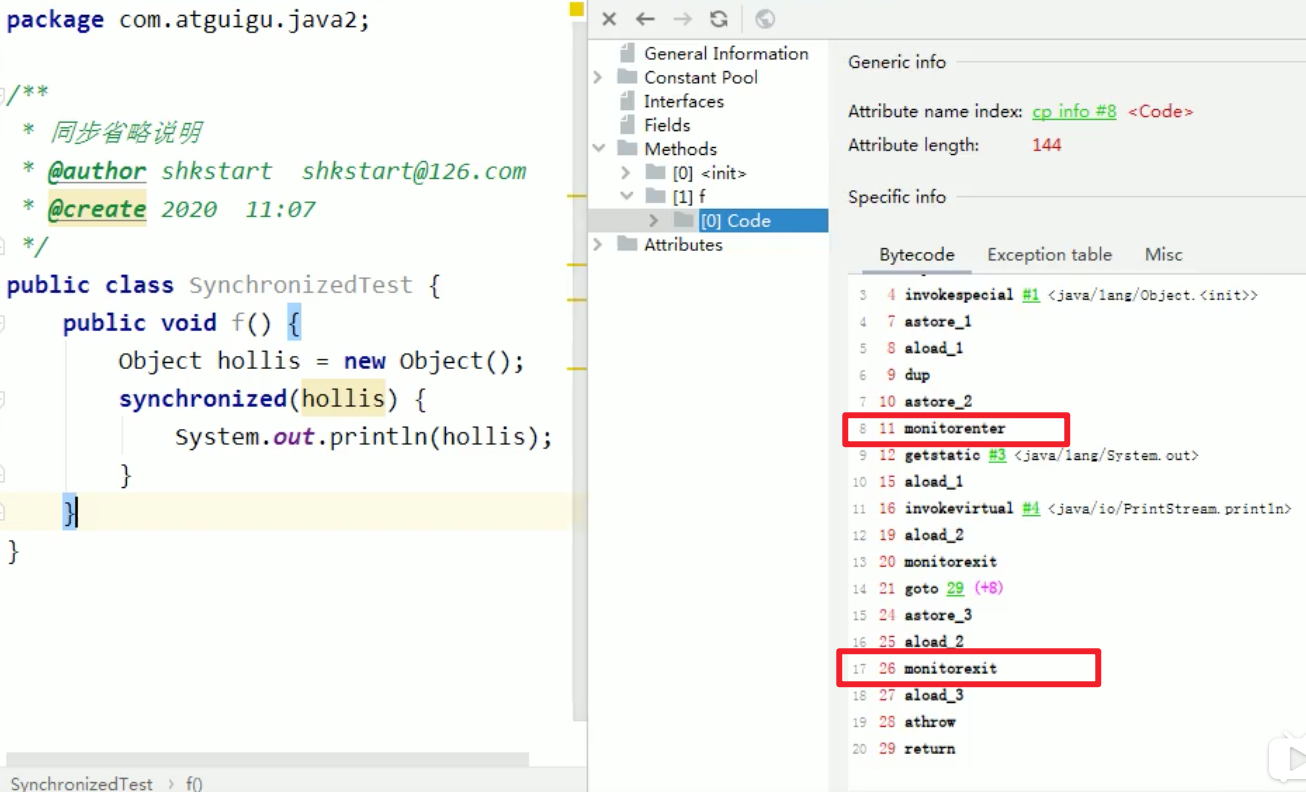 package com.atguigu.java2;
/**
* 同步省略说明
* @author shkstart shkstart@126.com
* @create 2020 11:07
*/
public class SynchronizedTest {
public void f() {
Object hollis = new Object();
synchronized(hollis) {
System.out.println(hollis);
}
}
}
SynchronizedTest › f()
General Information
Constant Pool
Interfaces
Fields
Methods
[0] <init>
[1] f
[0] Code
Attributes
Generic info
Attribute name index: cp info #8 <Code>
Attribute length: 144
Specific info
Bytecode Exception table Misc
3 4 invokespecial #1 <java/lang/Object.<init>>
4 7 astore_1
5 8 aload_1
6 9 dup
7 10 astore_2
8 11 monitorenter
9 12 getstatic #3 <java/lang/System.out>
10 15 aload_1
11 16 invokevirtual #4 <java/io/PrintStream.println>
12 19 aload_2
13 20 monitorexit
14 21 goto 29 (+8)
15 24 astore_3
16 25 aload_2
17 26 monitorexit
18 27 aload_3
19 28 athrow
20 29 return